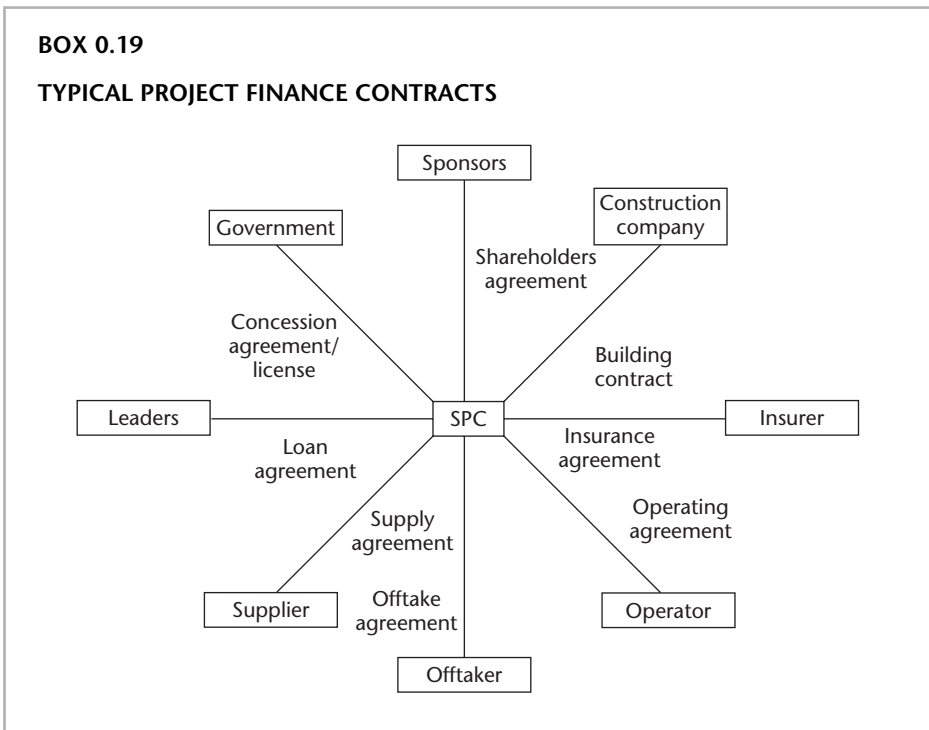 BOX 0.19
TYPICAL PROJECT FINANCE CONTRACTS
Sponsors
Construction
company
Government
Shareholders
agreement
Concession
agreement/
license
Building
contract
Leaders
SPC
Insurer
Loan
agreement
Insurance
agreement
Supply
agreement
Operating
agreement
Supplier
Offtake
agreement
Operator
Offtaker